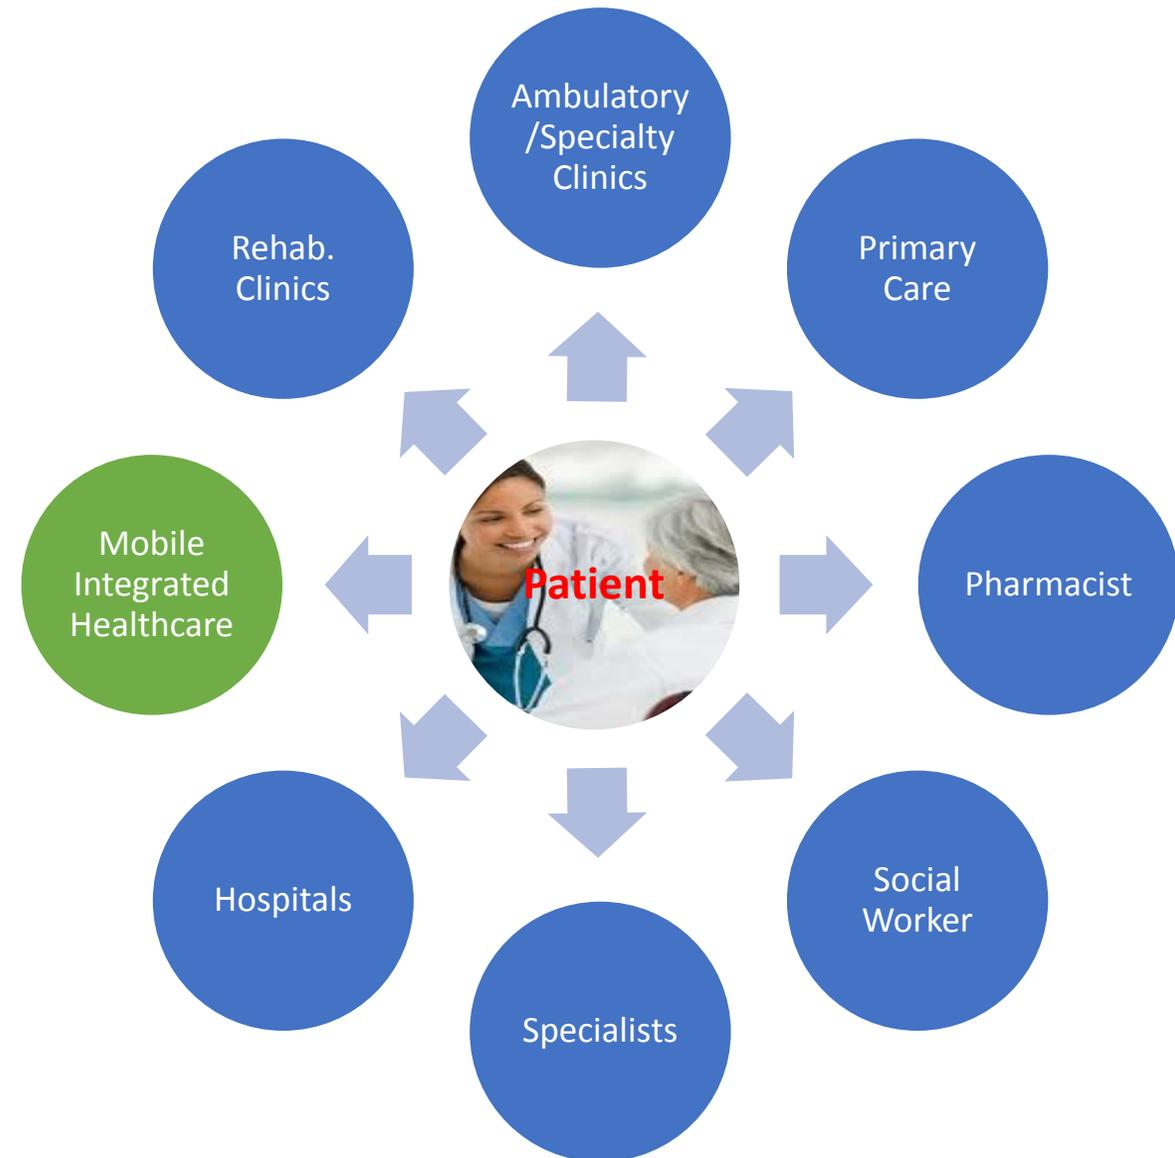 Ambulatory
/Specialty
Clinics
Primary
Care
Pharmacist
Social
Worker
Specialists
Hospitals
Mobile
Integrated
Healthcare
Rehab.
Clinics
Patient